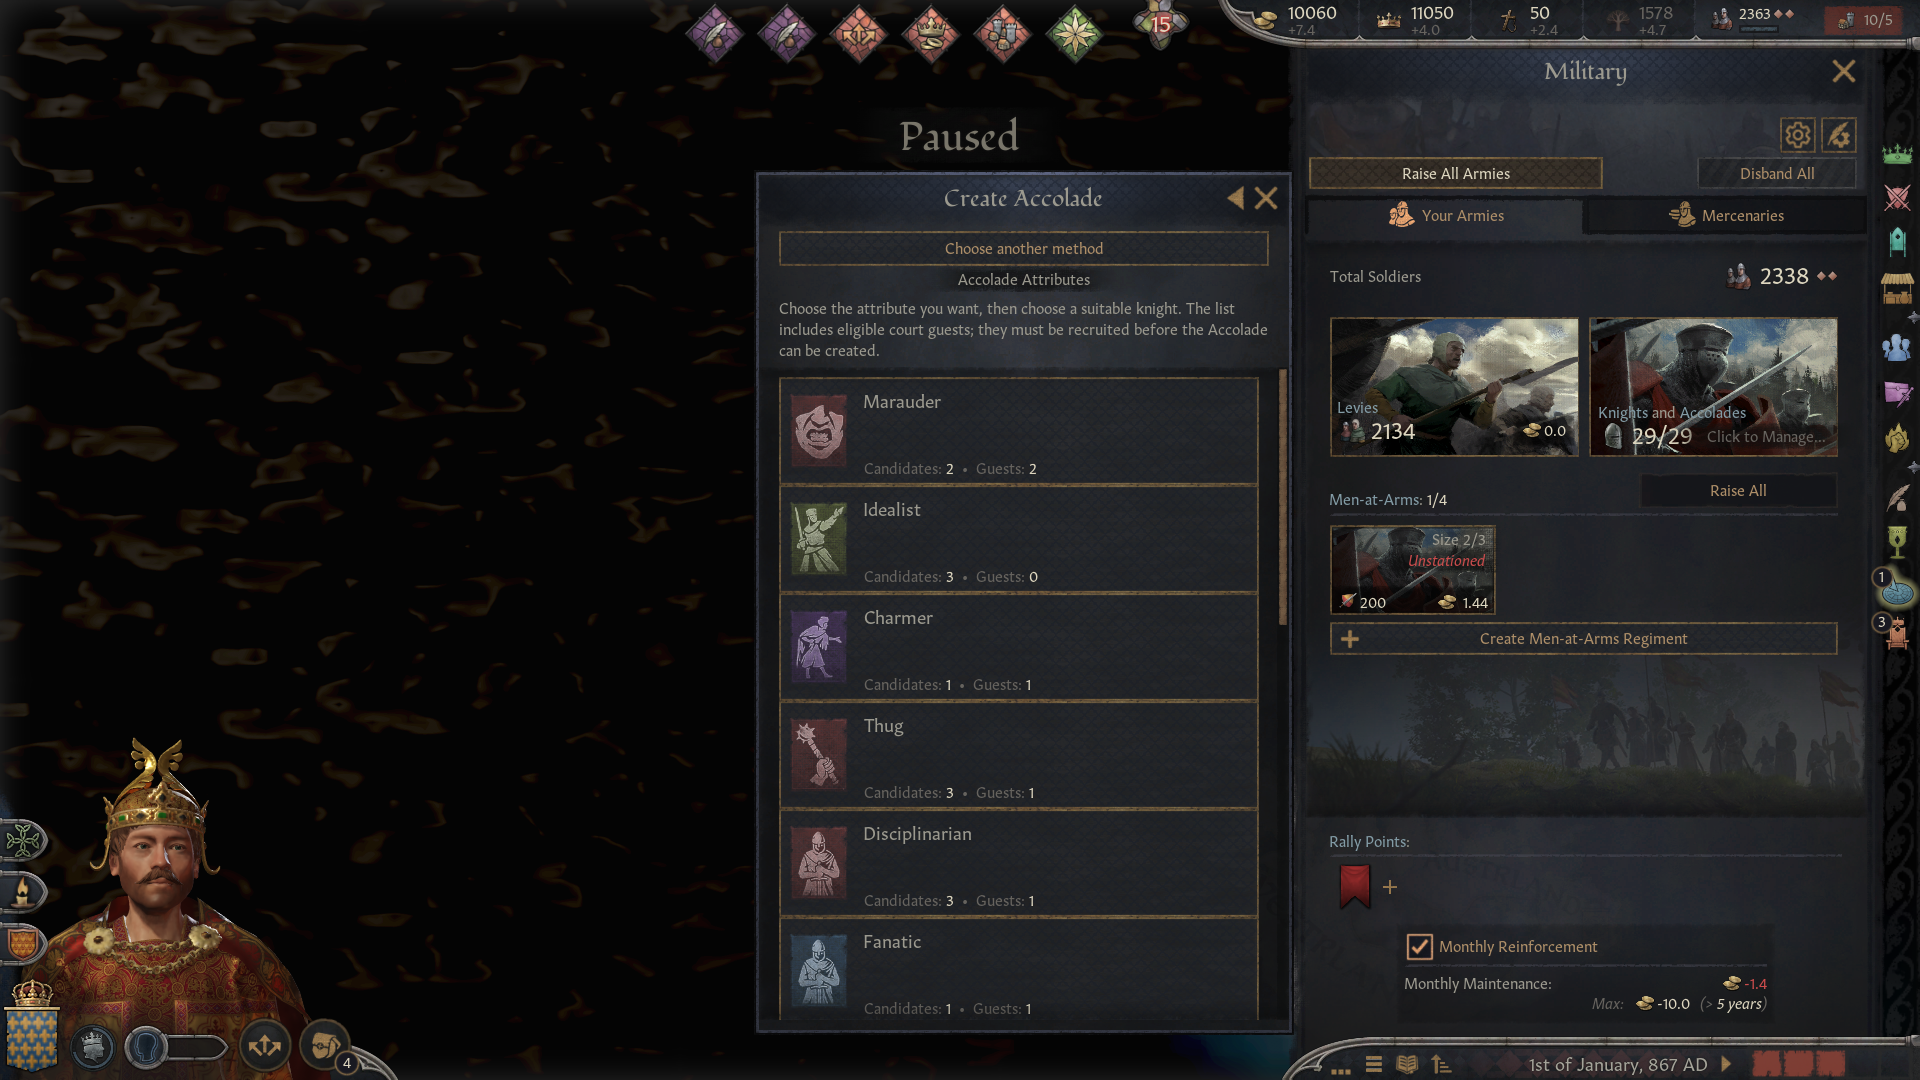 15
10060
+7.4
11050
+4.0
50
+2.4
1578
+4.7
2363
10/5
Paused
Create Accolade
Choose another method
Accolade Attributes
Choose the attribute you want, then choose a suitable knight. The list
includes eligible court guests; they must be recruited before the Accolade
can be created.
Marauder
Candidates: 2 • Guests: 2
Idealist
Candidates: 3 • Guests: 0
Charmer
Candidates: 1 • Guests: 1
Thug
Candidates: 3 • Guests: 1
Disciplinarian
Candidates: 3 • Guests: 1
Fanatic
Candidates: 1 • Guests: 1
Military
Raise All Armies
Disband All
Your Armies
Mercenaries
Total Soldiers
2338
Levies
2134
0.0
Knights and Accolades
29/29
Click to Manage...
Men-at-Arms: 1/4
Raise All
Size 2/3
Unstationed
200
1.44
Create Men-at-Arms Regiment
Rally Points:
Monthly Reinforcement
Monthly Maintenance:
-1.4
Max: -10.0 (> 5 years)
1
3
4
1st of January, 867 AD